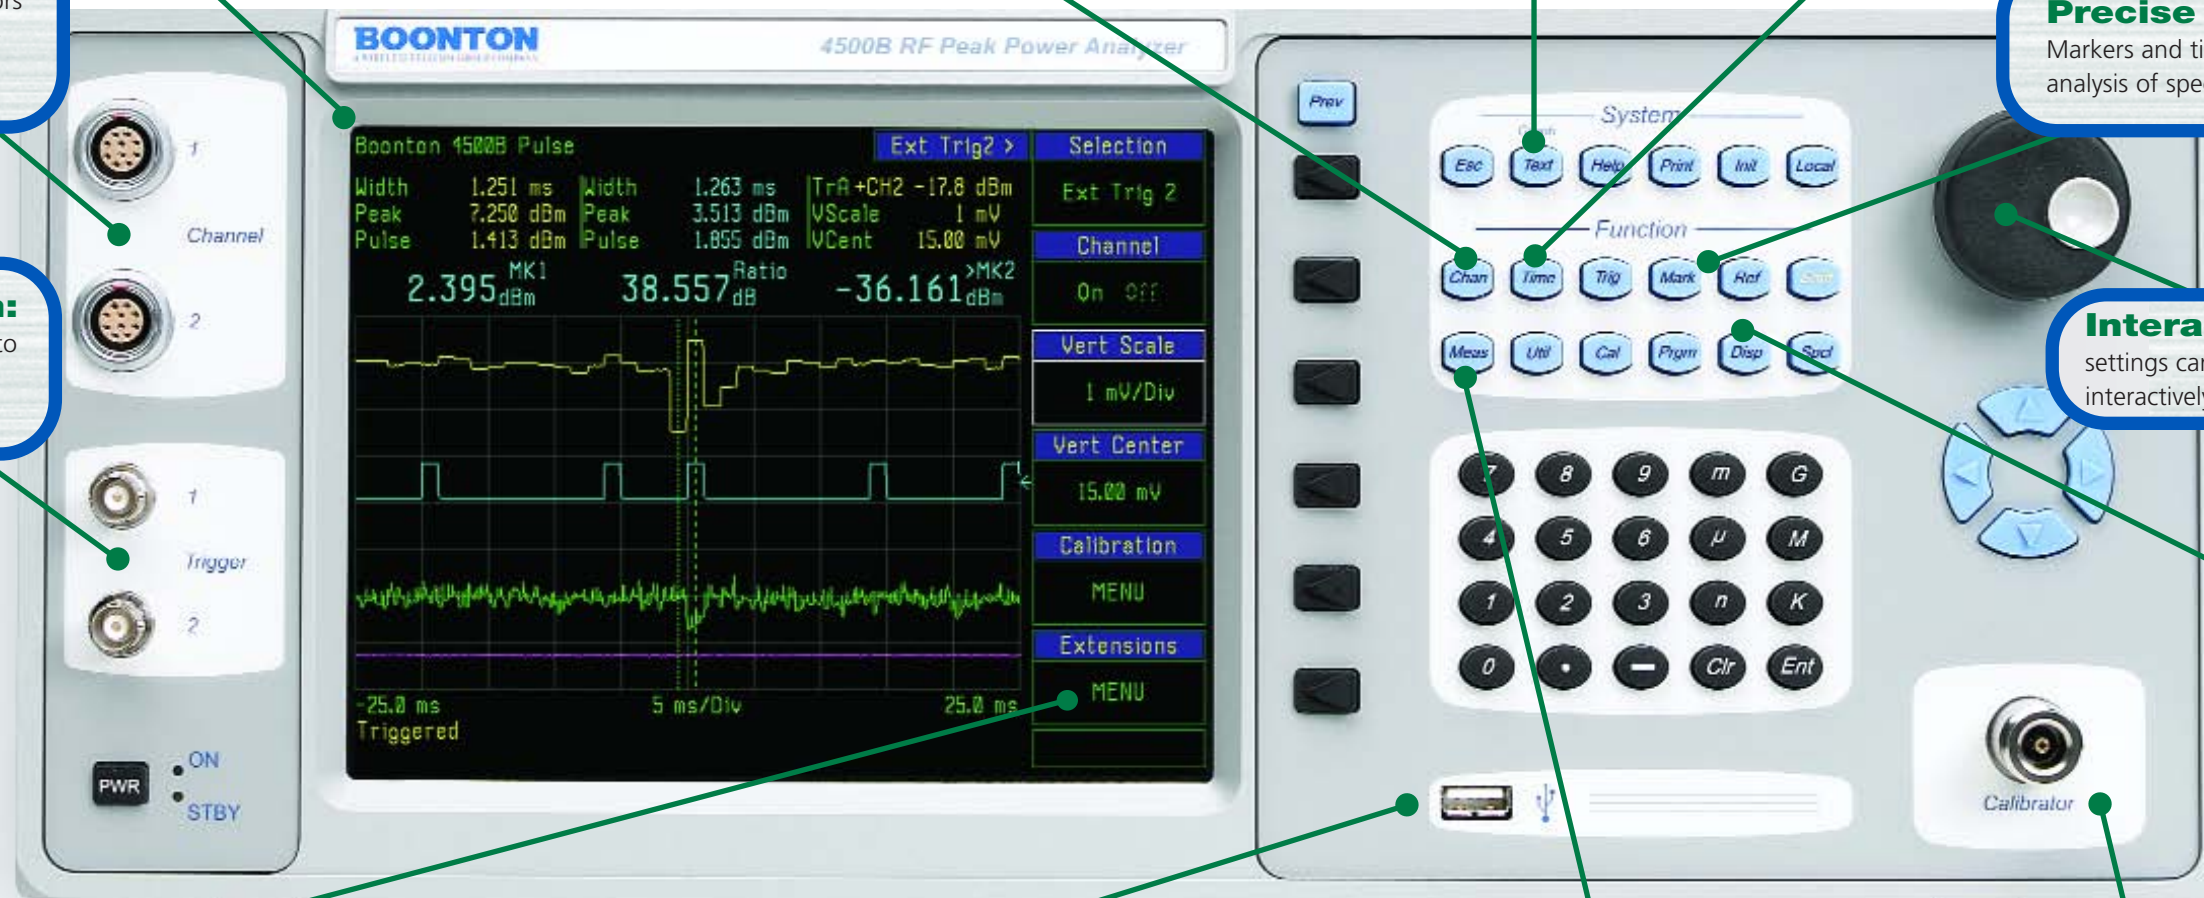 BOONTON
4500B RF Peak Power Analyzer
Precise
Markers and ti
analysis of spec
Interac
settings can
interactively
:
to
1
Channel
2
1
Trigger
2
PWR
ON
STBY
Boonton 4500B Pulse
Ext Trig2 >
Width 1.251 ms Width 1.263 ms TrA+CH2 -17.8 dBm
Peak 7.250 dBm Peak 3.513 dBm VScale 1 mV
Pulse 1.413 dBm Pulse 1.855 dBm VCent 15.00 mV
2.395 dBm MK1 38.557 dB Ratio -36.161 dBm >MK2
-25.0 ms 5 ms/Div 25.0 ms
Triggered
Selection
Ext Trig 2
Channel
On Off
Vert Scale
1 mV/Div
Vert Center
15.00 mV
Calibration
MENU
Extensions
MENU
Prev
System
Graph
Esc Text Help Print Init Local
Function
Chan Time Trig Mark Ref
Meas Util Cal Prgm Disp Spcl
7 8 9 m G
4 5 6 µ M
1 2 3 n K
0 . - Clr Ent
Calibrator